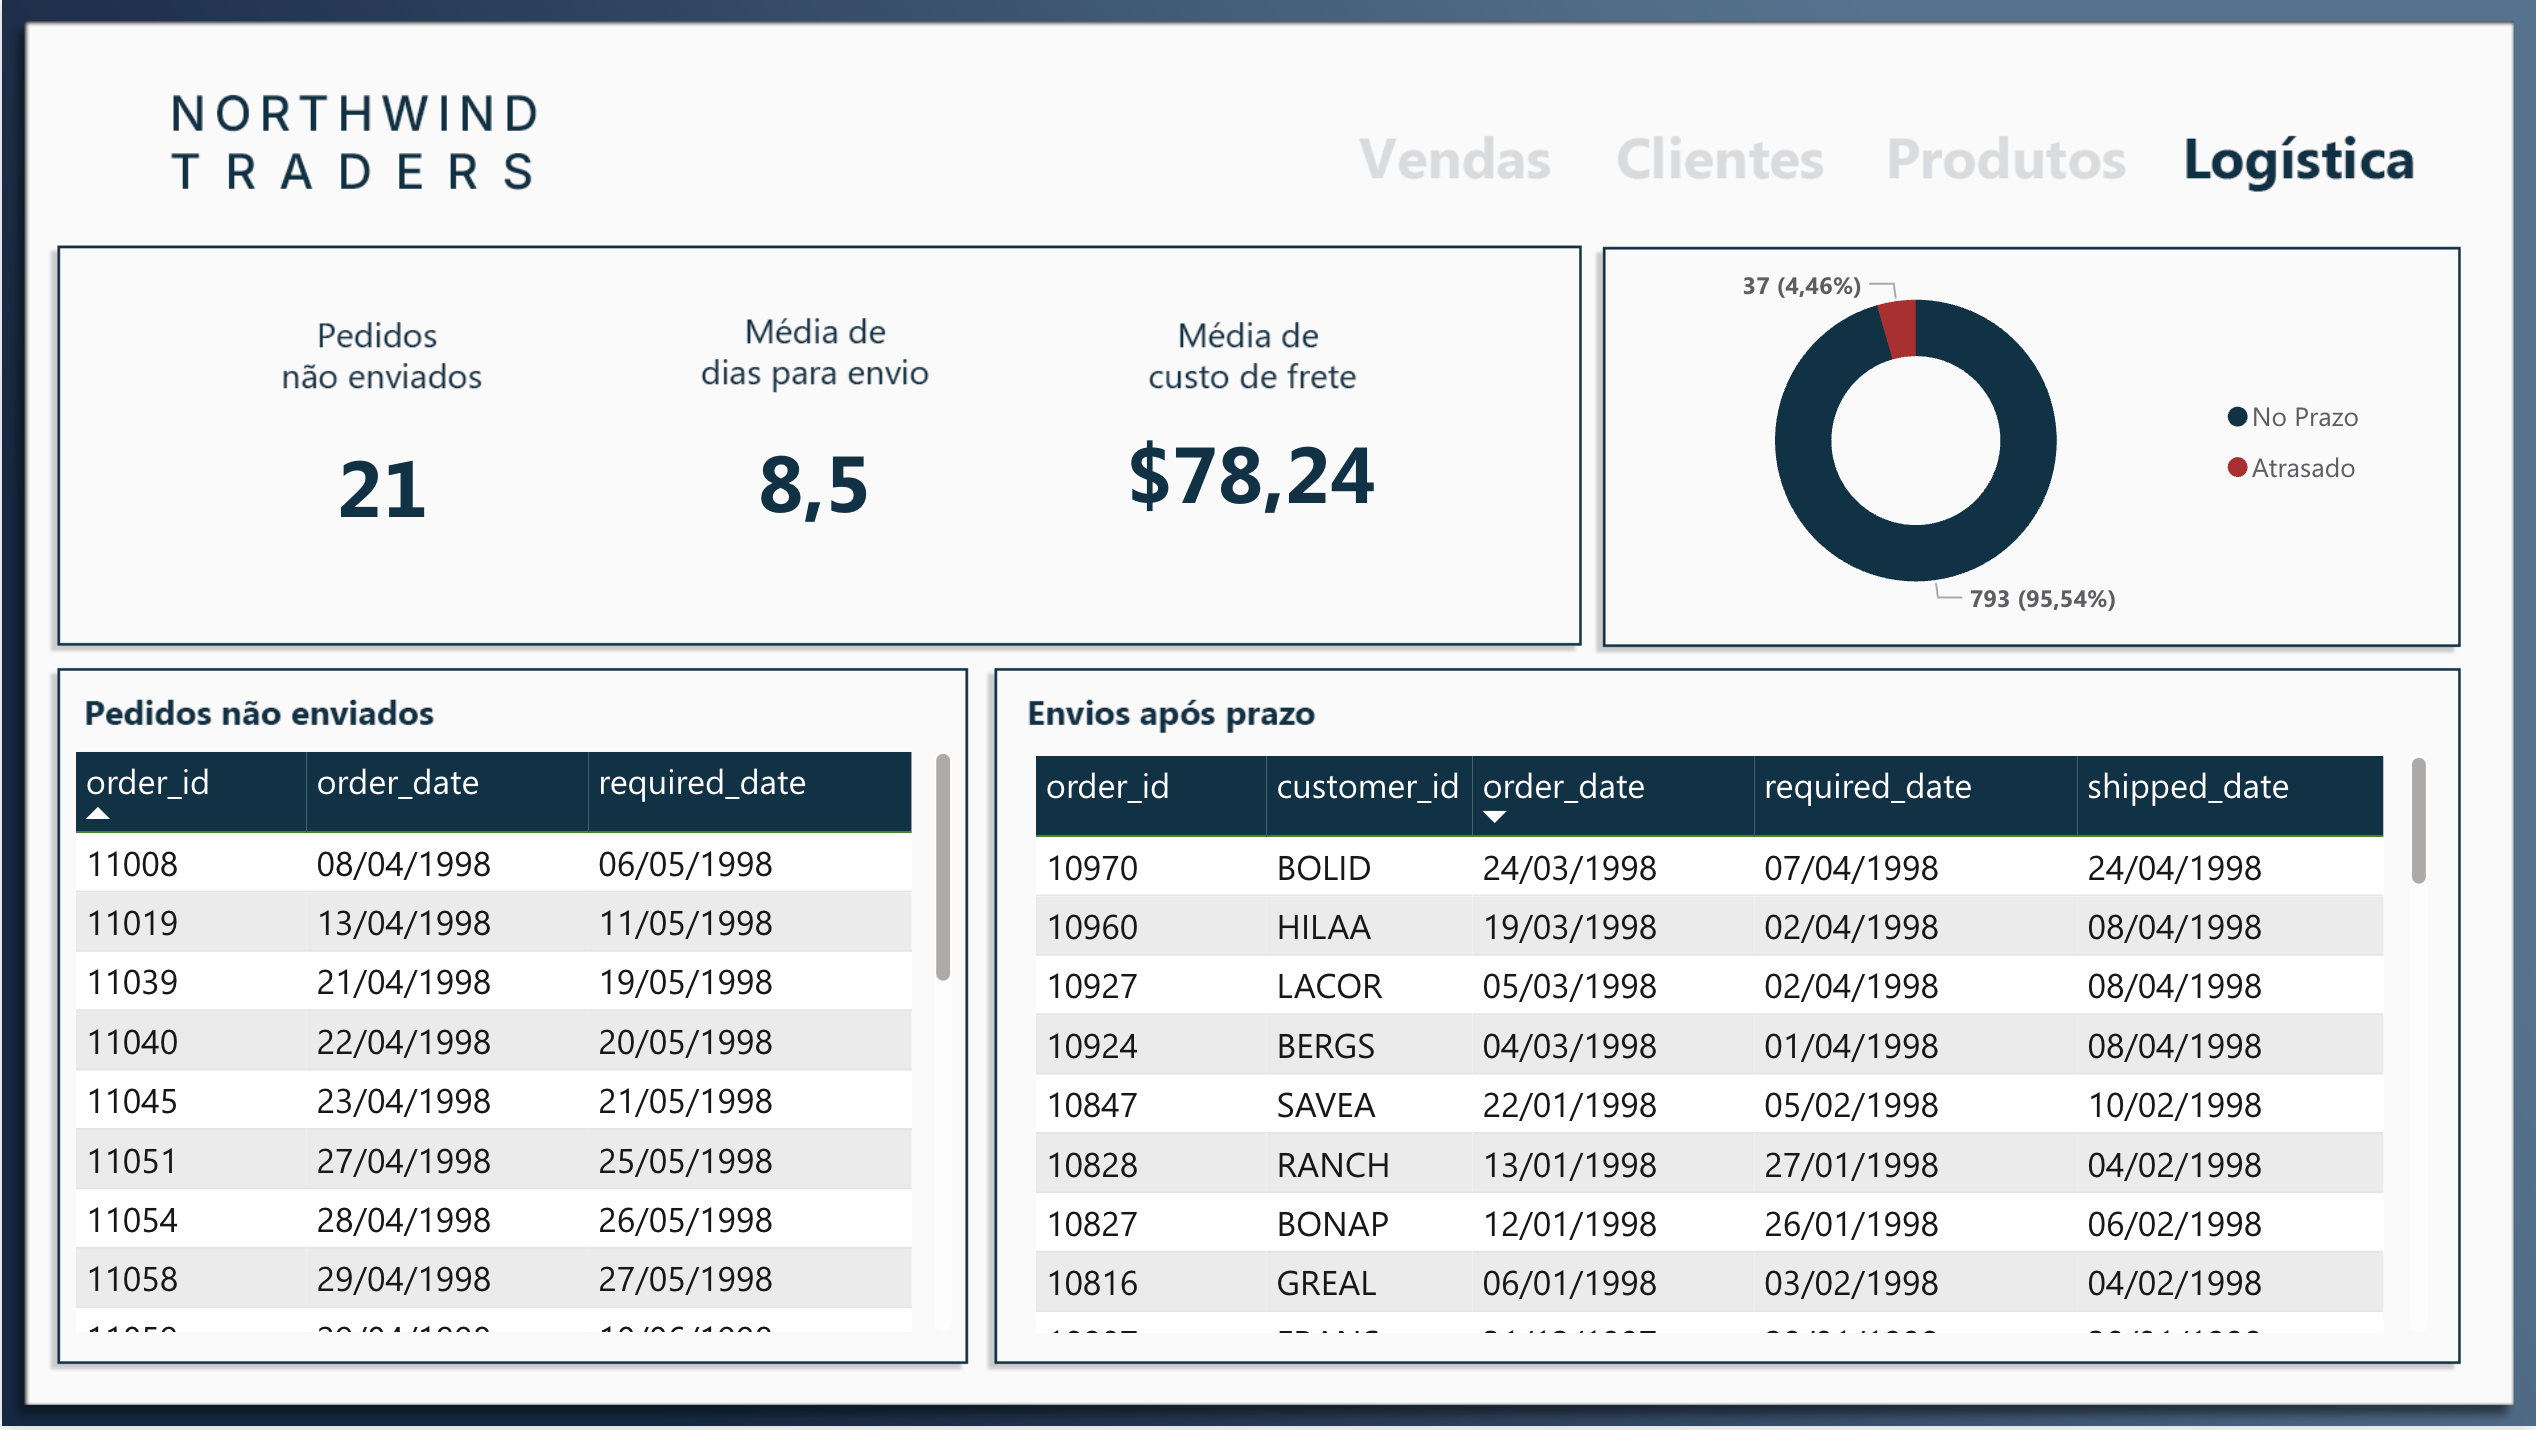 NORTHWIND
TRADERS
Vendas Clientes Produtos Logística
Pedidos
não enviados
21
Média de
dias para envio
8,5
Média de
custo de frete
$78,24
37 (4,46%)
No Prazo
Atrasado
793 (95,54%)
Pedidos não enviados
order_id order_date required_date
11008 08/04/1998 06/05/1998
11019 13/04/1998 11/05/1998
11039 21/04/1998 19/05/1998
11040 22/04/1998 20/05/1998
11045 23/04/1998 21/05/1998
11051 27/04/1998 25/05/1998
11054 28/04/1998 26/05/1998
11058 29/04/1998 27/05/1998
Envios após prazo
order_id customer_id order_date required_date shipped_date
10970 BOLID 24/03/1998 07/04/1998 24/04/1998
10960 HILAA 19/03/1998 02/04/1998 08/04/1998
10927 LACOR 05/03/1998 02/04/1998 08/04/1998
10924 BERGS 04/03/1998 01/04/1998 08/04/1998
10847 SAVEA 22/01/1998 05/02/1998 10/02/1998
10828 RANCH 13/01/1998 27/01/1998 04/02/1998
10827 BONAP 12/01/1998 26/01/1998 06/02/1998
10816 GREAL 06/01/1998 03/02/1998 04/02/1998